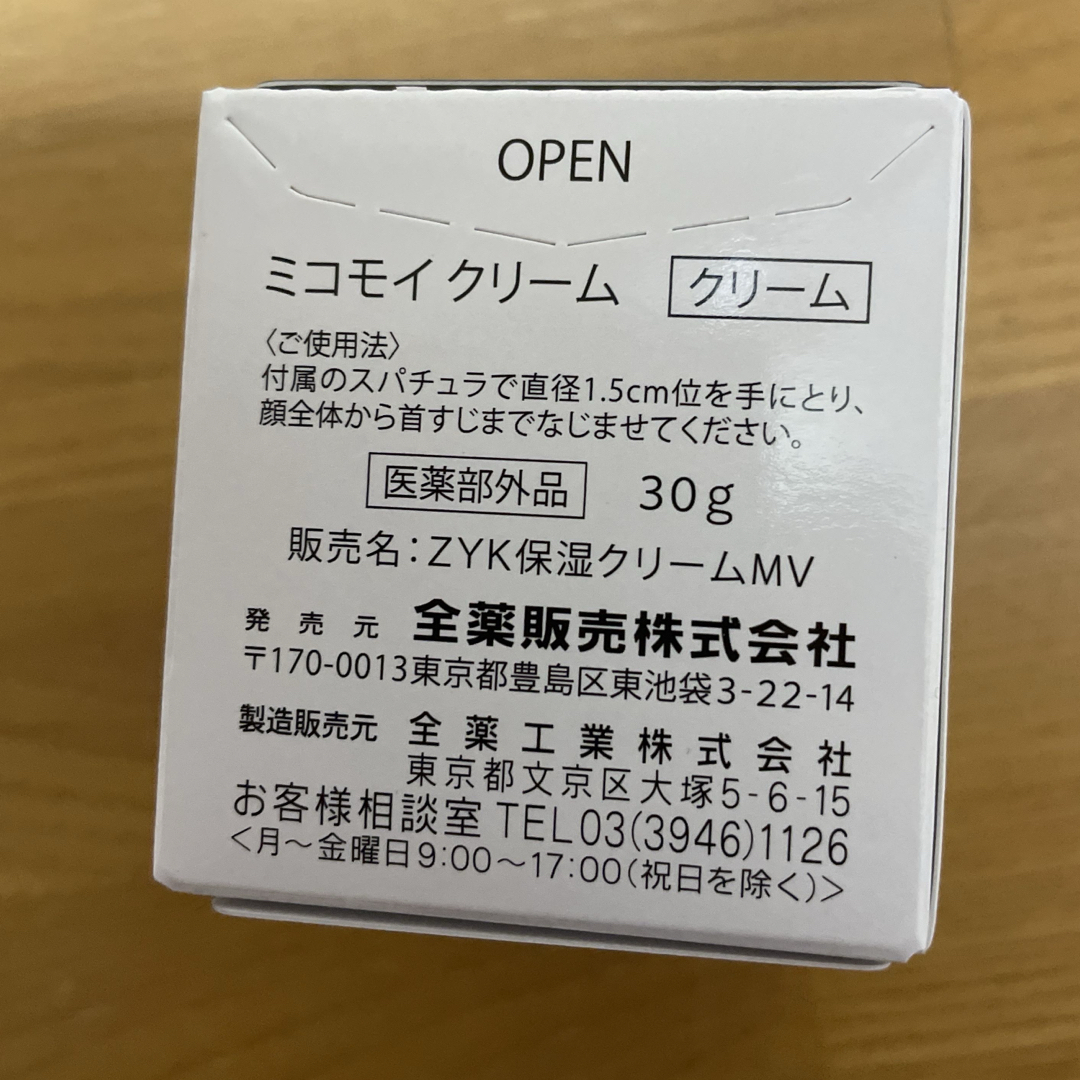 OPEN
ミコモイクリーム クリーム
〈ご使用法〉
付属のスパチュラで直径1.5cm位を手にとり、
顔全体から首すじまでなじませてください。
医薬部外品 30g
販売名：ZYK保湿クリームMV
発売元 全薬販売株式会社
〒170-0013東京都豊島区東池袋3-22-14
製造販売元 全薬工業株式会社
東京都文京区大塚5-6-15
お客様相談室 TEL03(3946)1126
<月～金曜日9:00～17:00(祝日を除く)>